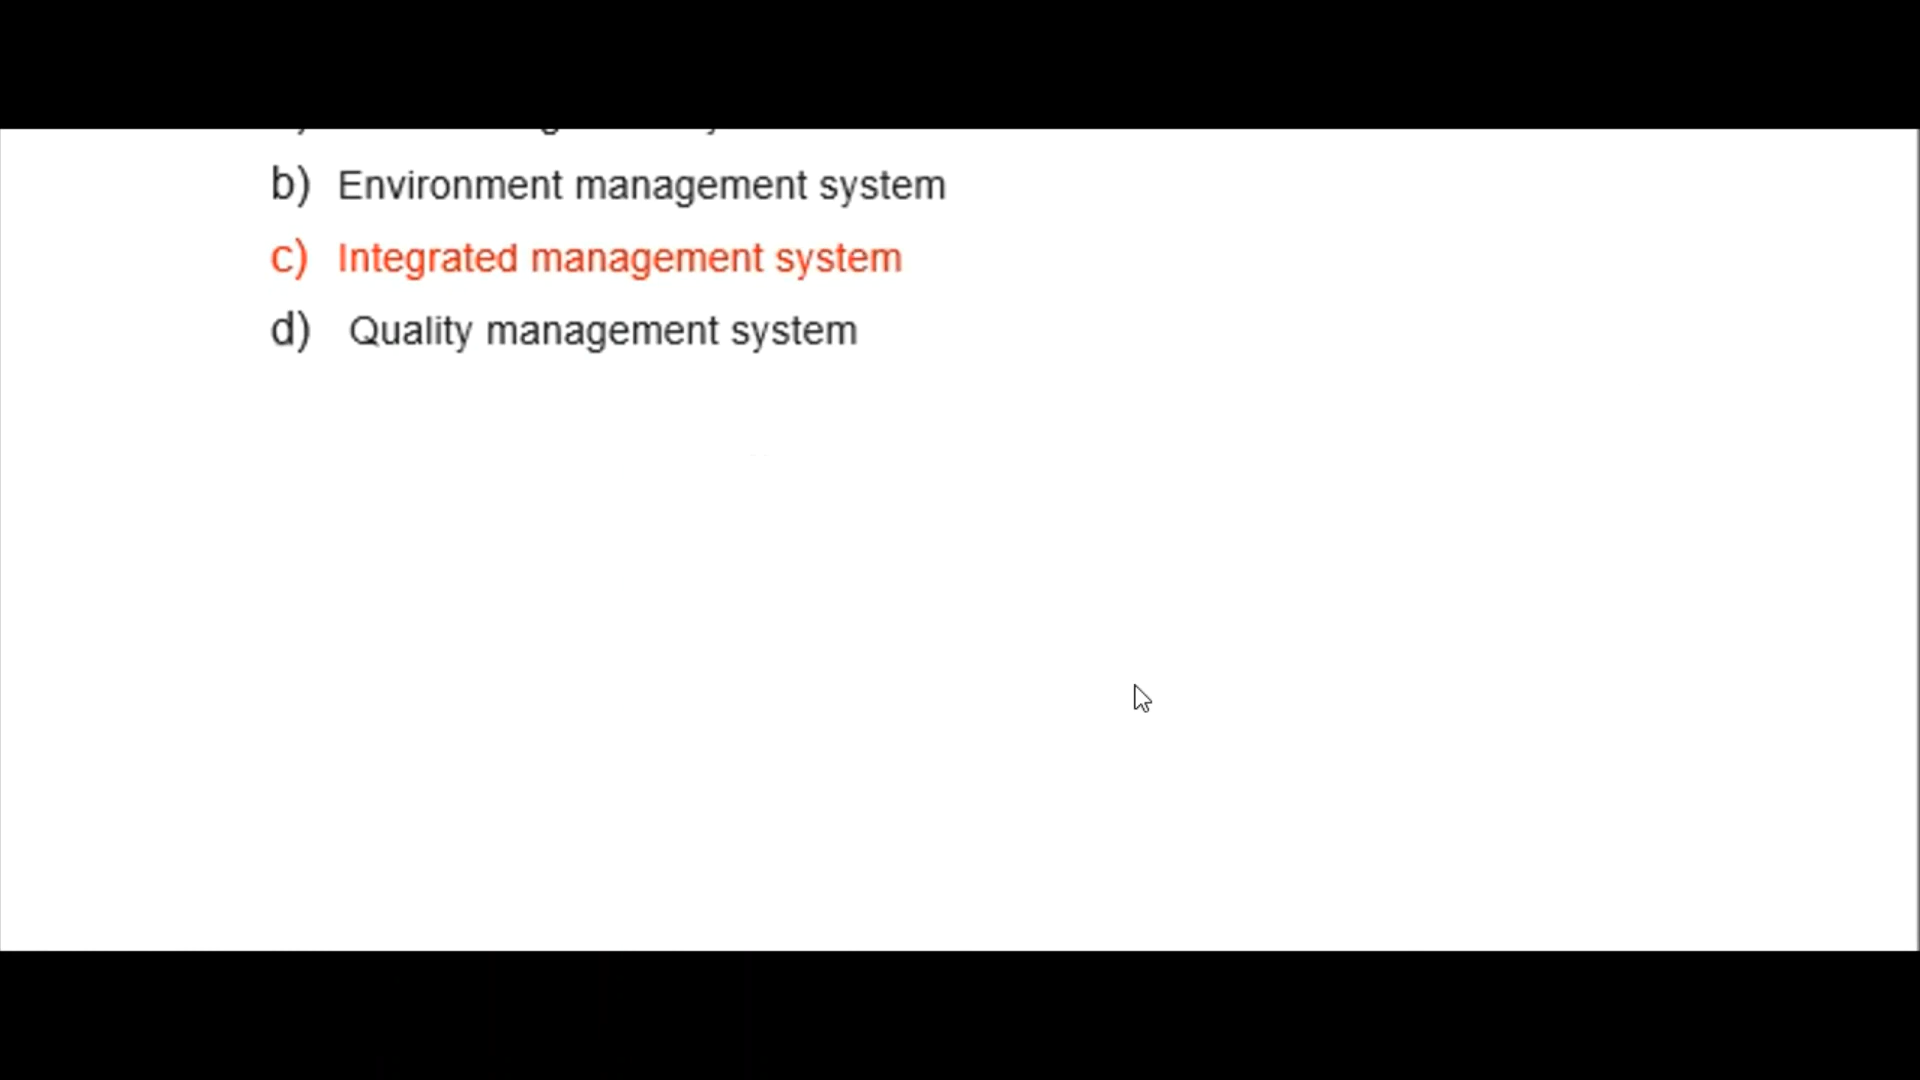 b) Environment management system
c) Integrated management system
d) Quality management system